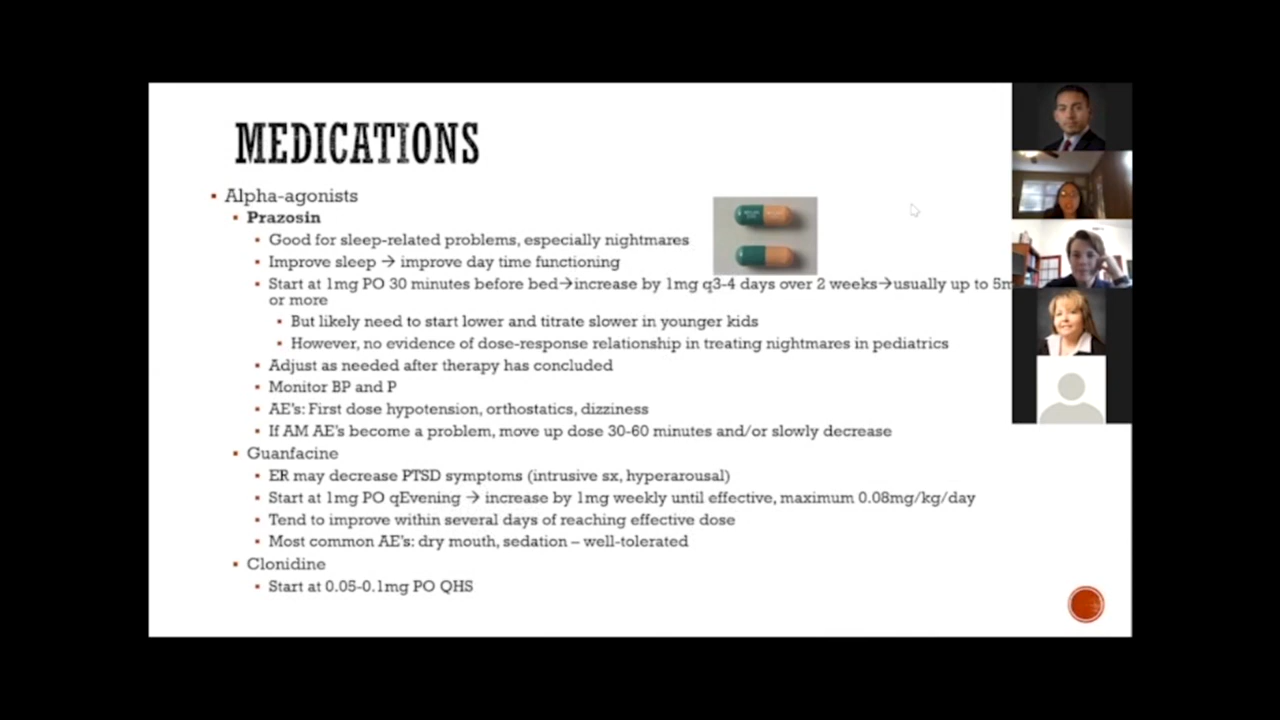 MEDICATIONS
▪ Alpha-agonists
▪ Prazosin
▪ Good for sleep-related problems, especially nightmares
▪ Improve sleep → improve day time functioning
▪ Start at 1mg PO 30 minutes before bed→increase by 1mg q3-4 days over 2 weeks→usually up to 5m
or more
▪ But likely need to start lower and titrate slower in younger kids
▪ However, no evidence of dose-response relationship in treating nightmares in pediatrics
▪ Adjust as needed after therapy has concluded
▪ Monitor BP and P
▪ AE's: First dose hypotension, orthostatics, dizziness
▪ If AM AE's become a problem, move up dose 30-60 minutes and/or slowly decrease
▪ Guanfacine
▪ ER may decrease PTSD symptoms (intrusive sx, hyperarousal)
▪ Start at 1mg PO qEvening → increase by 1mg weekly until effective, maximum 0.08mg/kg/day
▪ Tend to improve within several days of reaching effective dose
▪ Most common AE's: dry mouth, sedation – well-tolerated
▪ Clonidine
▪ Start at 0.05-0.1mg PO QHS